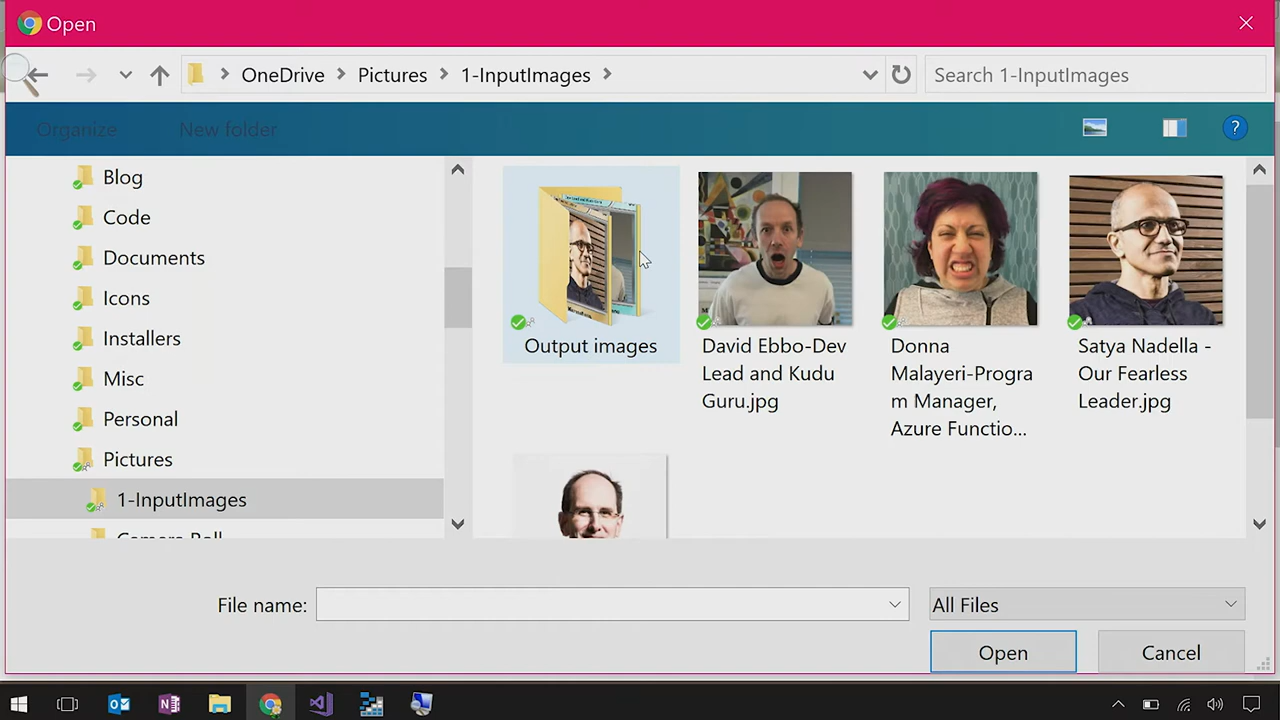 Open
OneDrive
Pictures
1-InputImages
Search 1-InputImages
Organize
New folder
?
Blog
Code
Documents
Icons
Installers
Misc
Personal
Pictures
1-InputImages
Camera Roll
Output images
David Ebbo-Dev
Lead and Kudu
Guru.jpg
Donna
Malayeri-Progra
m Manager,
Azure Functio...
Satya Nadella -
Our Fearless
Leader.jpg
File name:
All Files
Open
Cancel